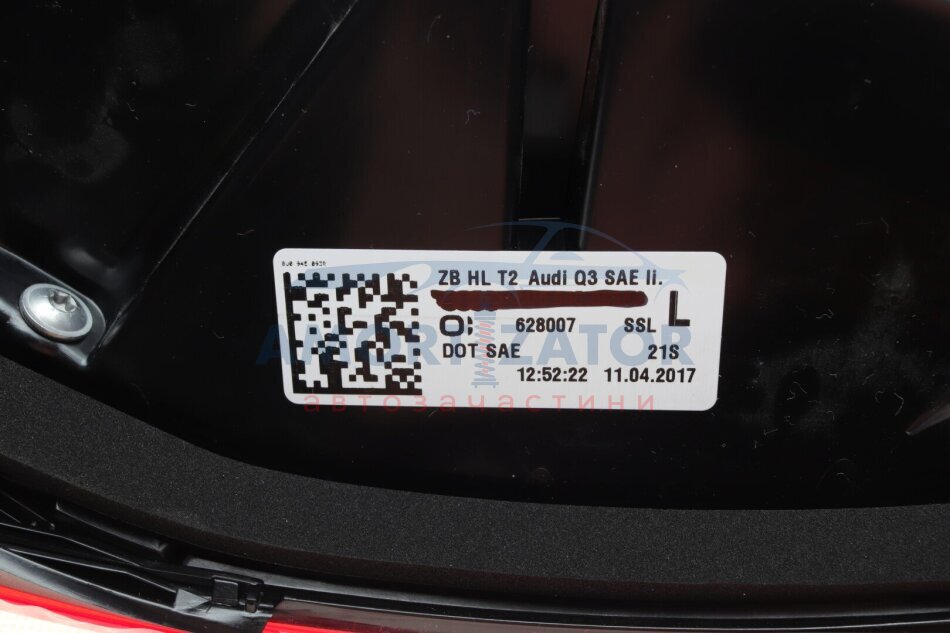 ZB HL T2 Audi Q3 SAE li.
628007 SSL L
DOT SAE 21S
12:52:22 11.04.2017
AMORTIZATOR
автозачастини